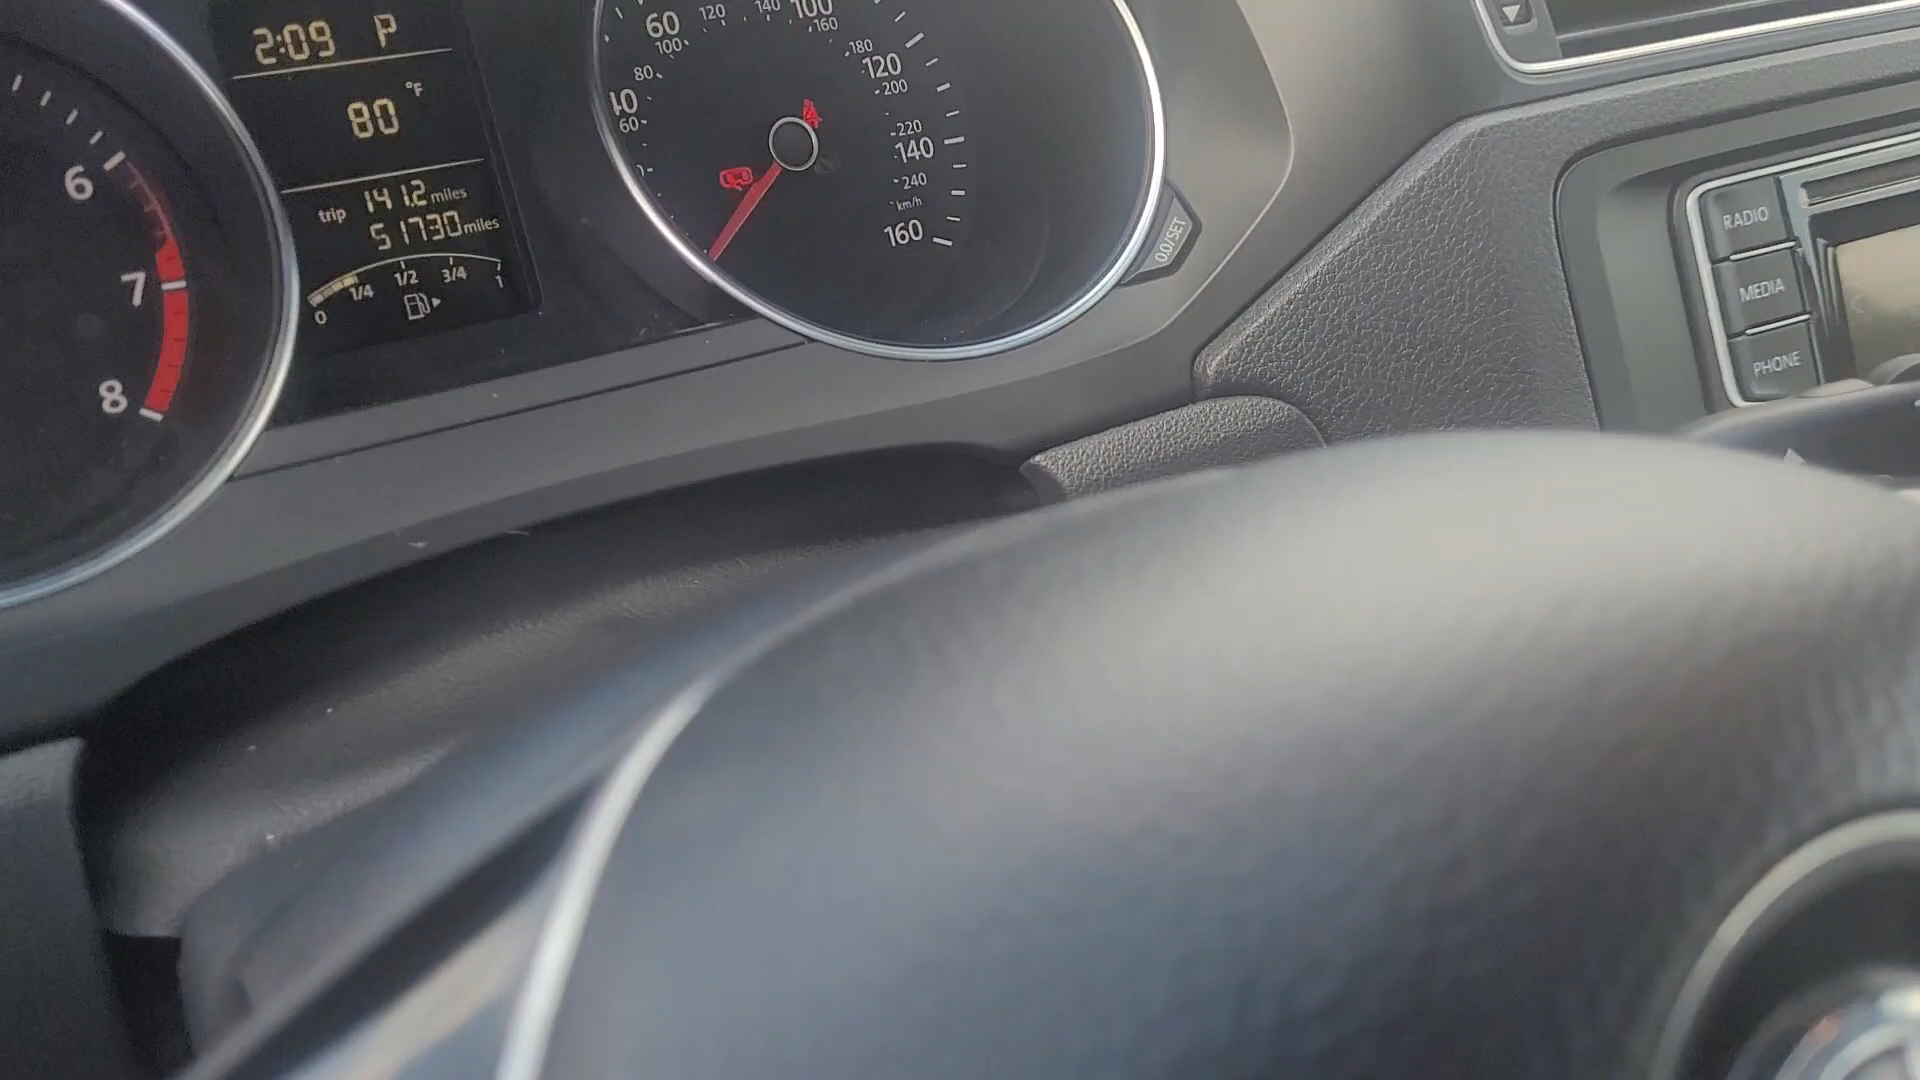 2:09 P
80 °F
trip 141.2 miles
51730 miles
0 1/4 1/2 3/4 1
6
7
8
60
80
100
120
140
160
180
200
220
240
km/h
40
60
100
120
140
160
0.0/SET
RADIO
MEDIA
PHONE